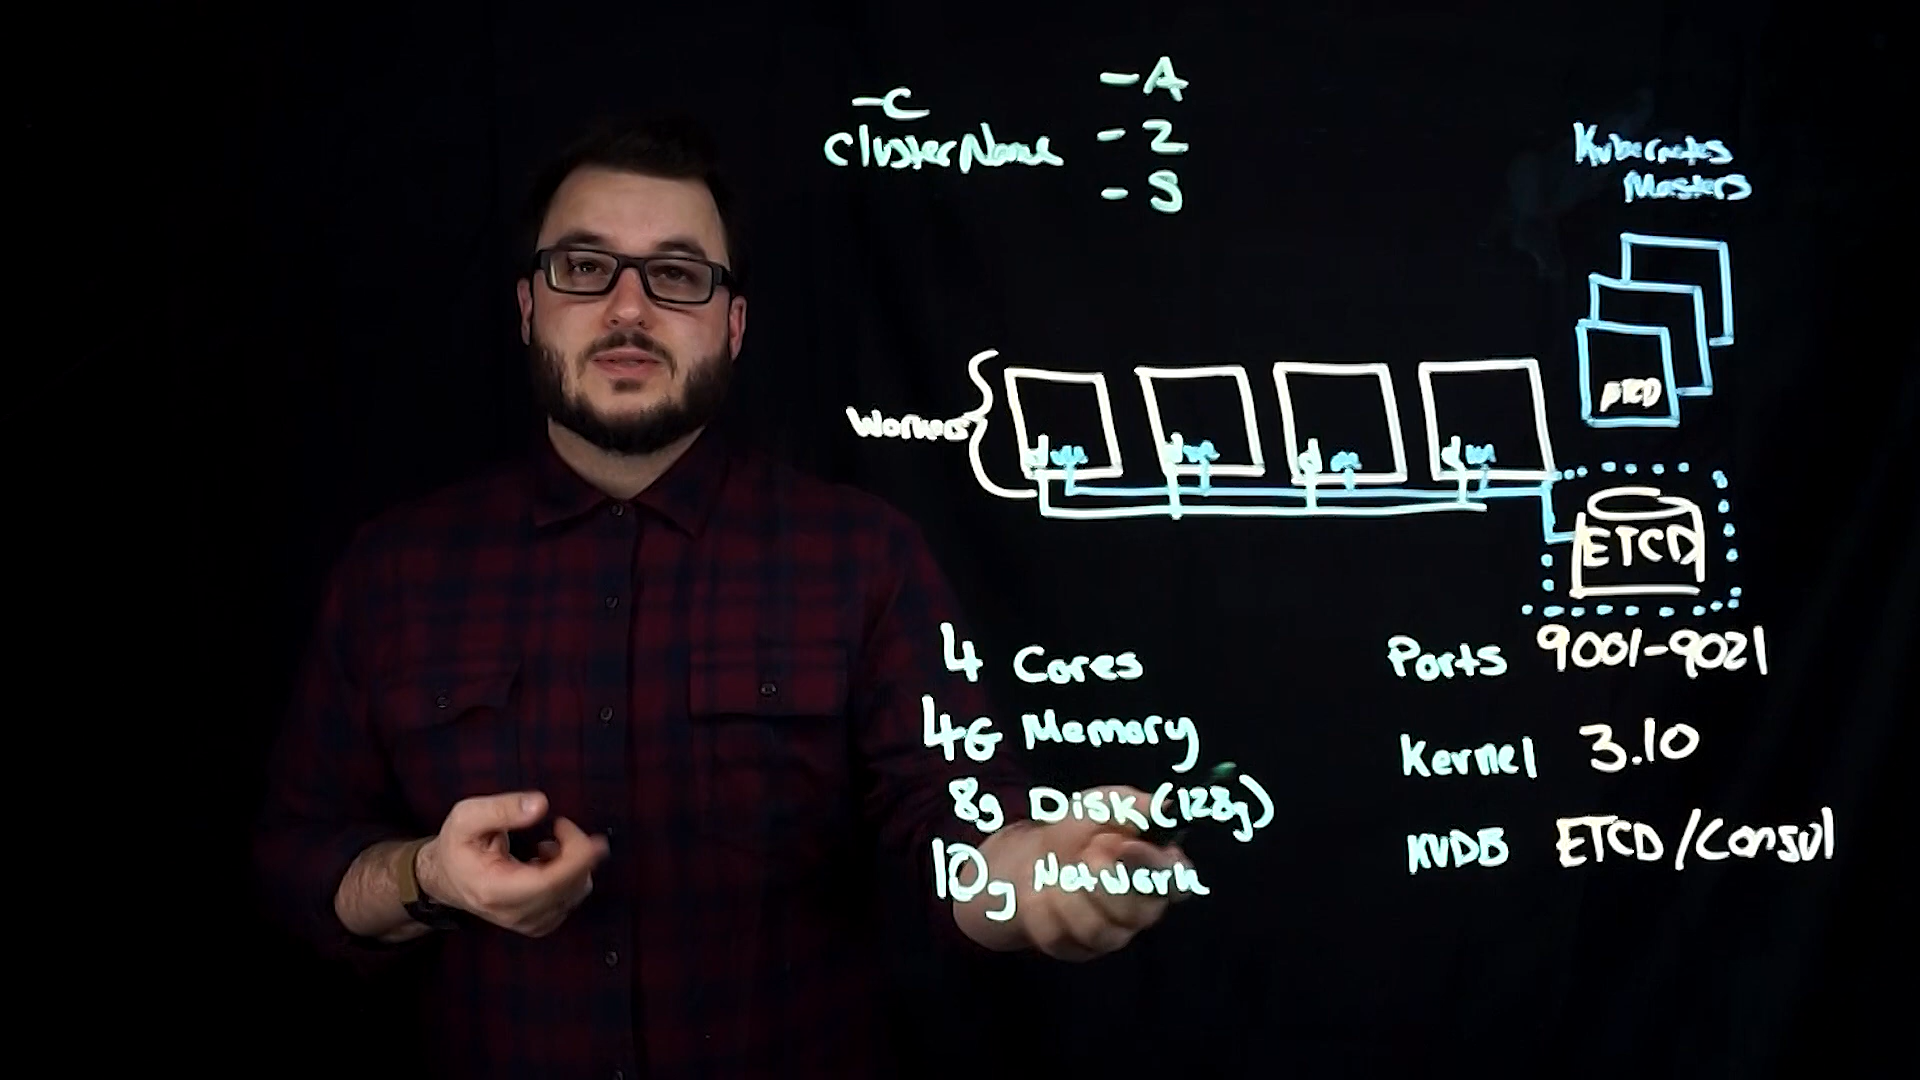 -C
ClusterName
- A
- Z
- S
Kubernetes
Masters
ETCD
Workers
d m
d m
d m
d m
ETCD
4 Cores
4G Memory
8g Disk (128g)
10g Network
Ports 9001-9021
Kernel 3.10
KVDB ETCD/Consul